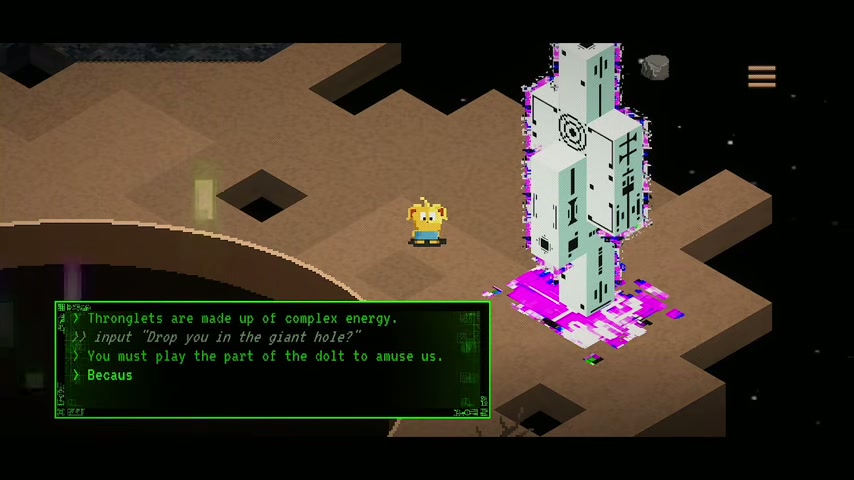 > Thronglets are made up of complex energy.
>> input "Drop you in the giant hole?"
> You must play the part of the dolt to amuse us.
> Becaus